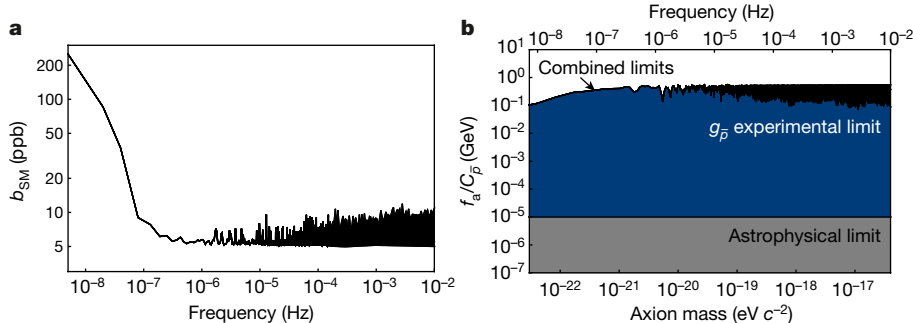 a
200
100
50
20
10
5
b_SM (ppb)
10⁻⁸ 10⁻⁷ 10⁻⁶ 10⁻⁵ 10⁻⁴ 10⁻³ 10⁻²
Frequency (Hz)
b
Frequency (Hz)
10⁻⁸ 10⁻⁷ 10⁻⁶ 10⁻⁵ 10⁻⁴ 10⁻³ 10⁻²
10¹
10⁰
10⁻¹
10⁻²
10⁻³
10⁻⁴
10⁻⁵
10⁻⁶
10⁻⁷
f_a/C_p̅ (GeV)
Combined limits
g_p̅ experimental limit
Astrophysical limit
10⁻²² 10⁻²¹ 10⁻²⁰ 10⁻¹⁹ 10⁻¹⁸ 10⁻¹⁷
Axion mass (eV c⁻²)